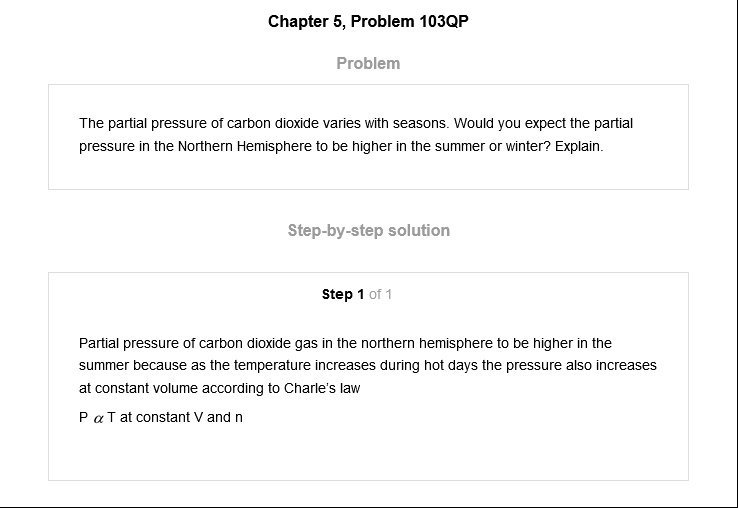 Chapter 5, Problem 103QP
Problem
The partial pressure of carbon dioxide varies with seasons. Would you expect the partial
pressure in the Northern Hemisphere to be higher in the summer or winter? Explain.
Step-by-step solution
Step 1 of 1
Partial pressure of carbon dioxide gas in the northern hemisphere to be higher in the
summer because as the temperature increases during hot days the pressure also increases
at constant volume according to Charle's law
P α T at constant V and n